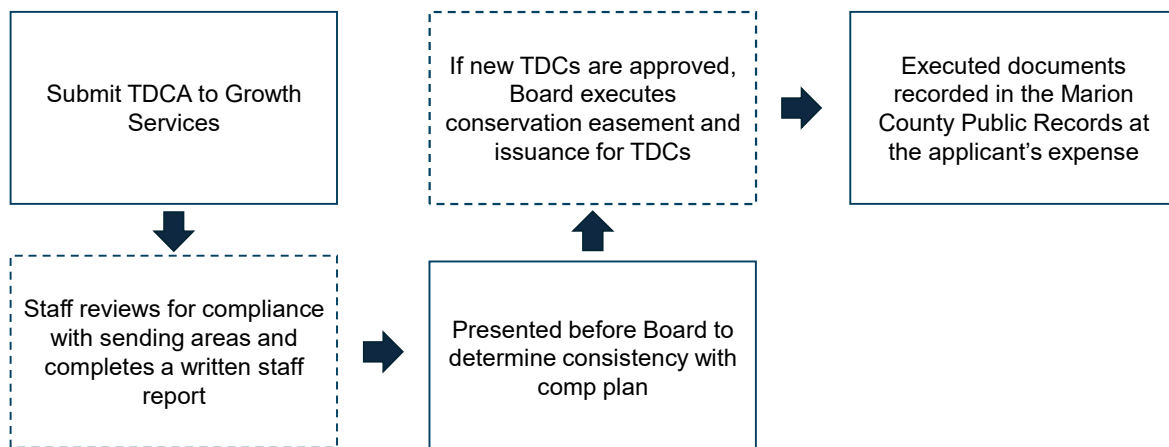 Submit TDCA to Growth
Services
Staff reviews for compliance
with sending areas and
completes a written staff
report
Presented before Board to
determine consistency with
comp plan
If new TDCs are approved,
Board executes
conservation easement and
issuance for TDCs
Executed documents
recorded in the Marion
County Public Records at
the applicant’s expense